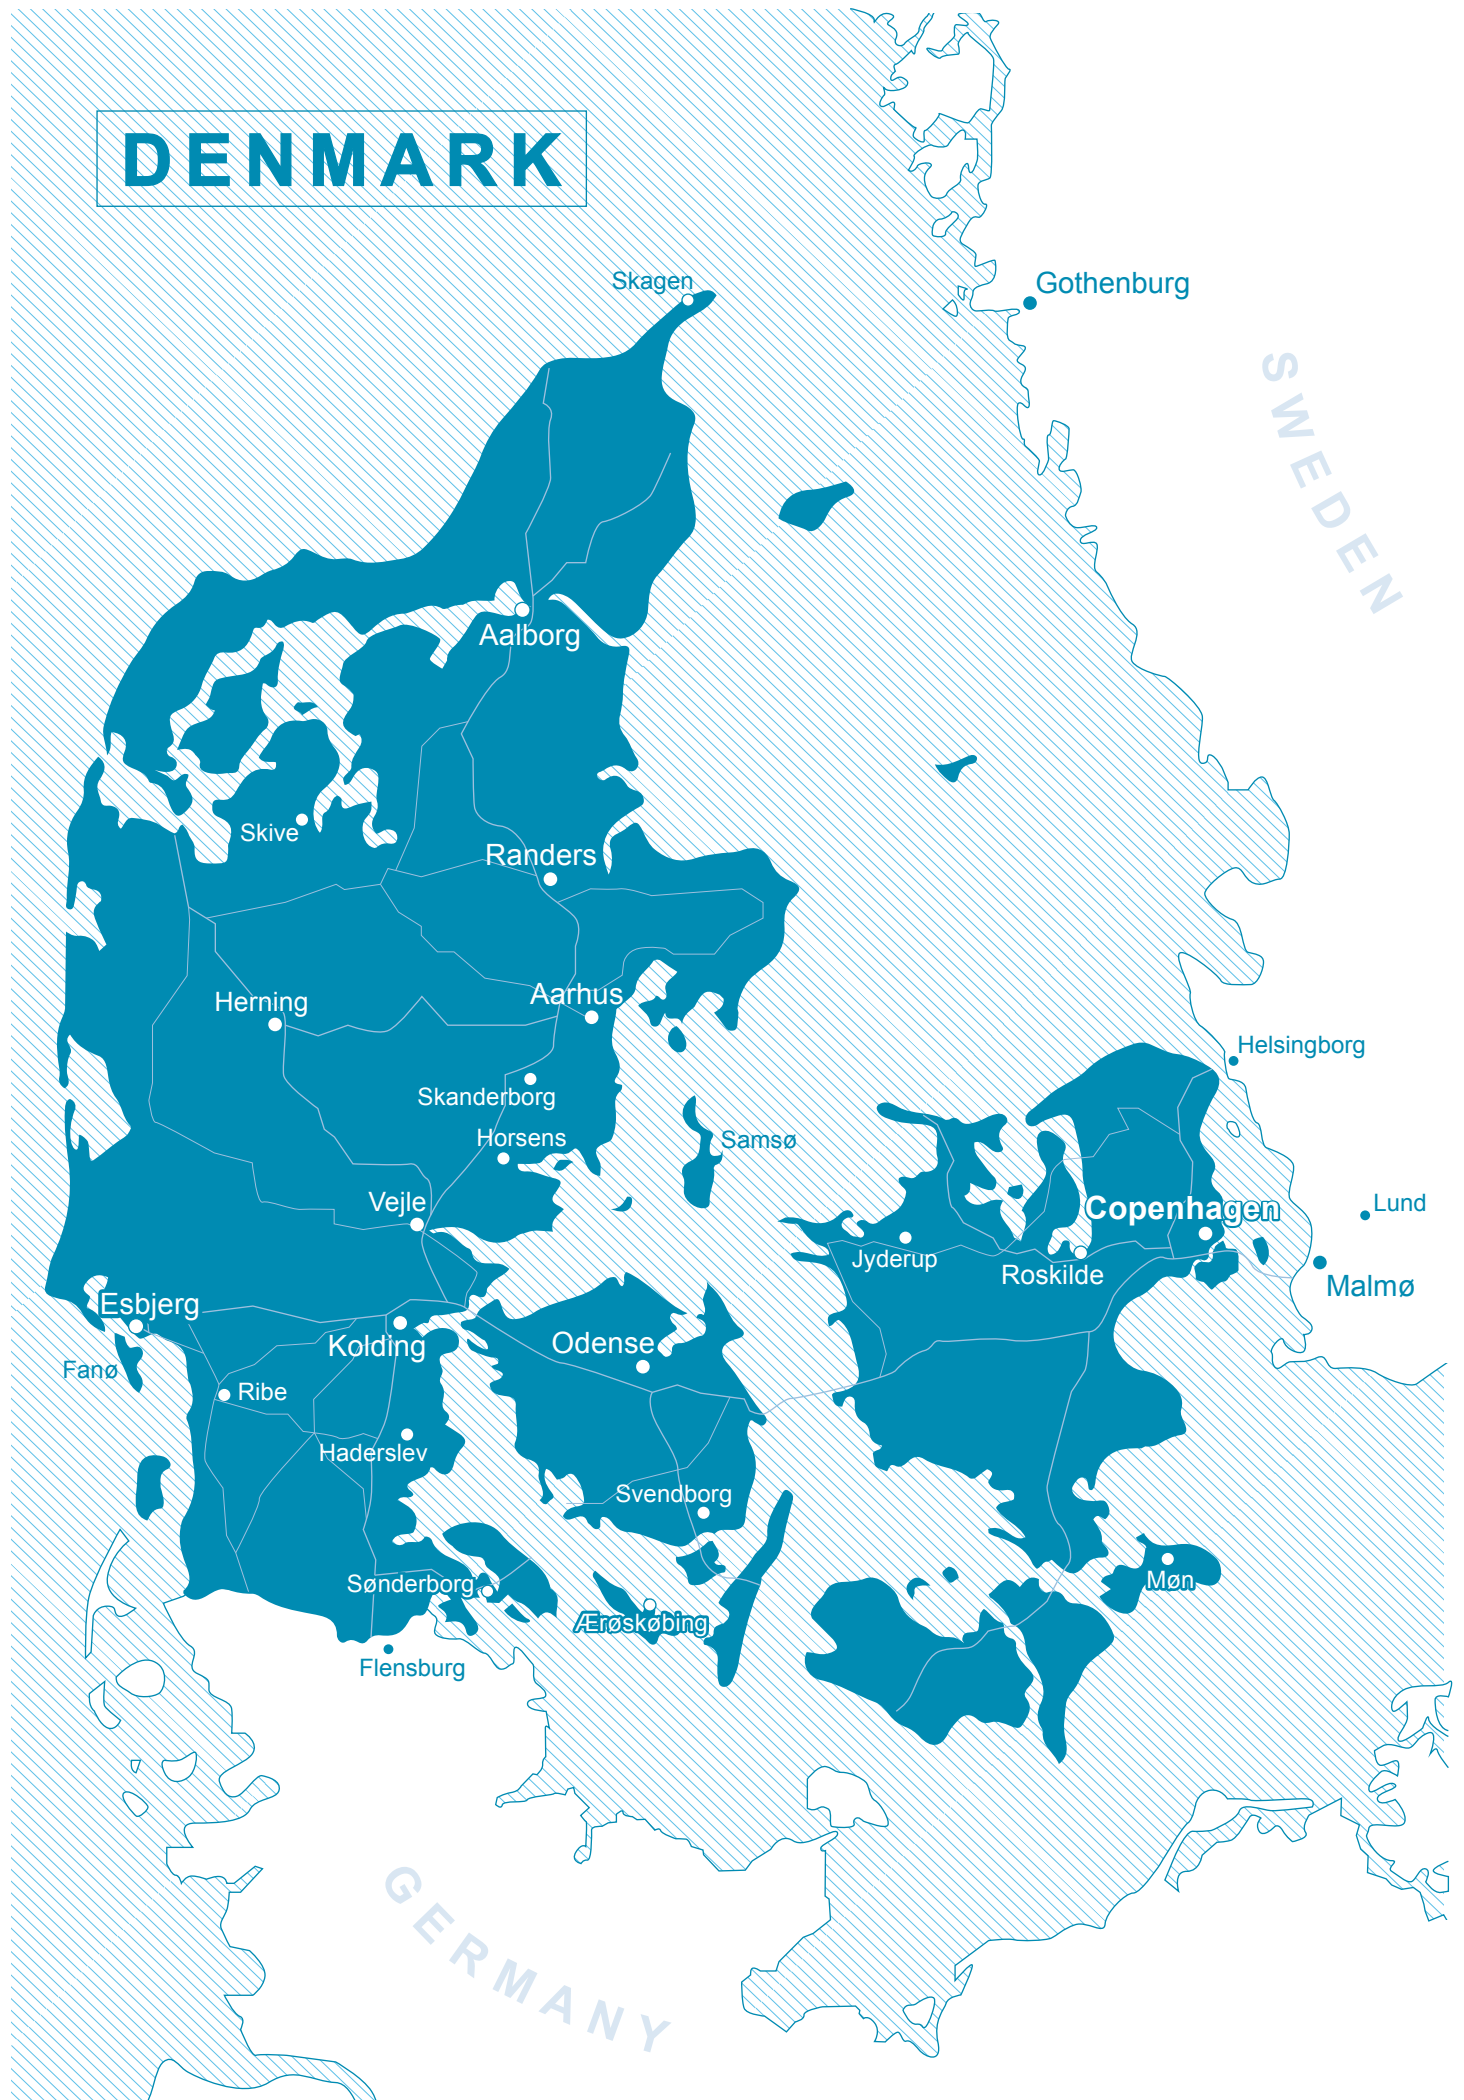 DENMARK
Skagen
Gothenburg
SWEDEN
Aalborg
Skive
Randers
Herning
Aarhus
Helsingborg
Skanderborg
Horsens
Samsø
Vejle
Copenhagen
Lund
Jyderup
Roskilde
Malmø
Esbjerg
Kolding
Odense
Fanø
Ribe
Haderslev
Svendborg
Sønderborg
Møn
Ærøskøbing
Flensburg
GERMANY